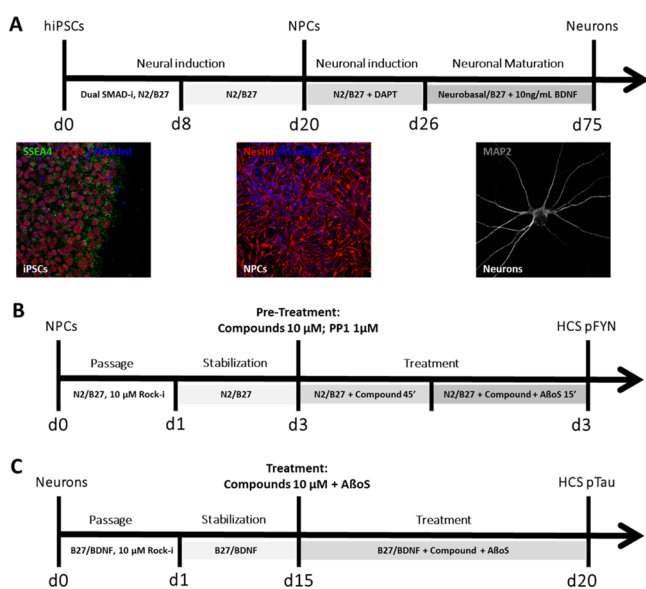 A
hiPSCs NPCs Neurons
Neural induction Neuronal induction Neuronal Maturation
Dual SMAD-i, N2/B27 N2/B27 N2/B27 + DAPT Neurobasal/B27 + 10ng/mL BDNF
d0 d8 d20 d26 d75
SSEA4 Nestin MAP2
iPSCs NPCs Neurons
B
Pre-Treatment:
NPCs Compounds 10 µM; PP1 1µM HCS pFYN
Passage Stabilization Treatment
N2/B27, 10 µM Rock-i N2/B27 N2/B27 + Compound 45' N2/B27 + Compound + AßoS 15'
d0 d1 d3 d3
C
Treatment:
Neurons Compounds 10 µM + AßoS HCS pTau
Passage Stabilization Treatment
B27/BDNF, 10 µM Rock-i B27/BDNF B27/BDNF + Compound + AßoS
d0 d1 d15 d20